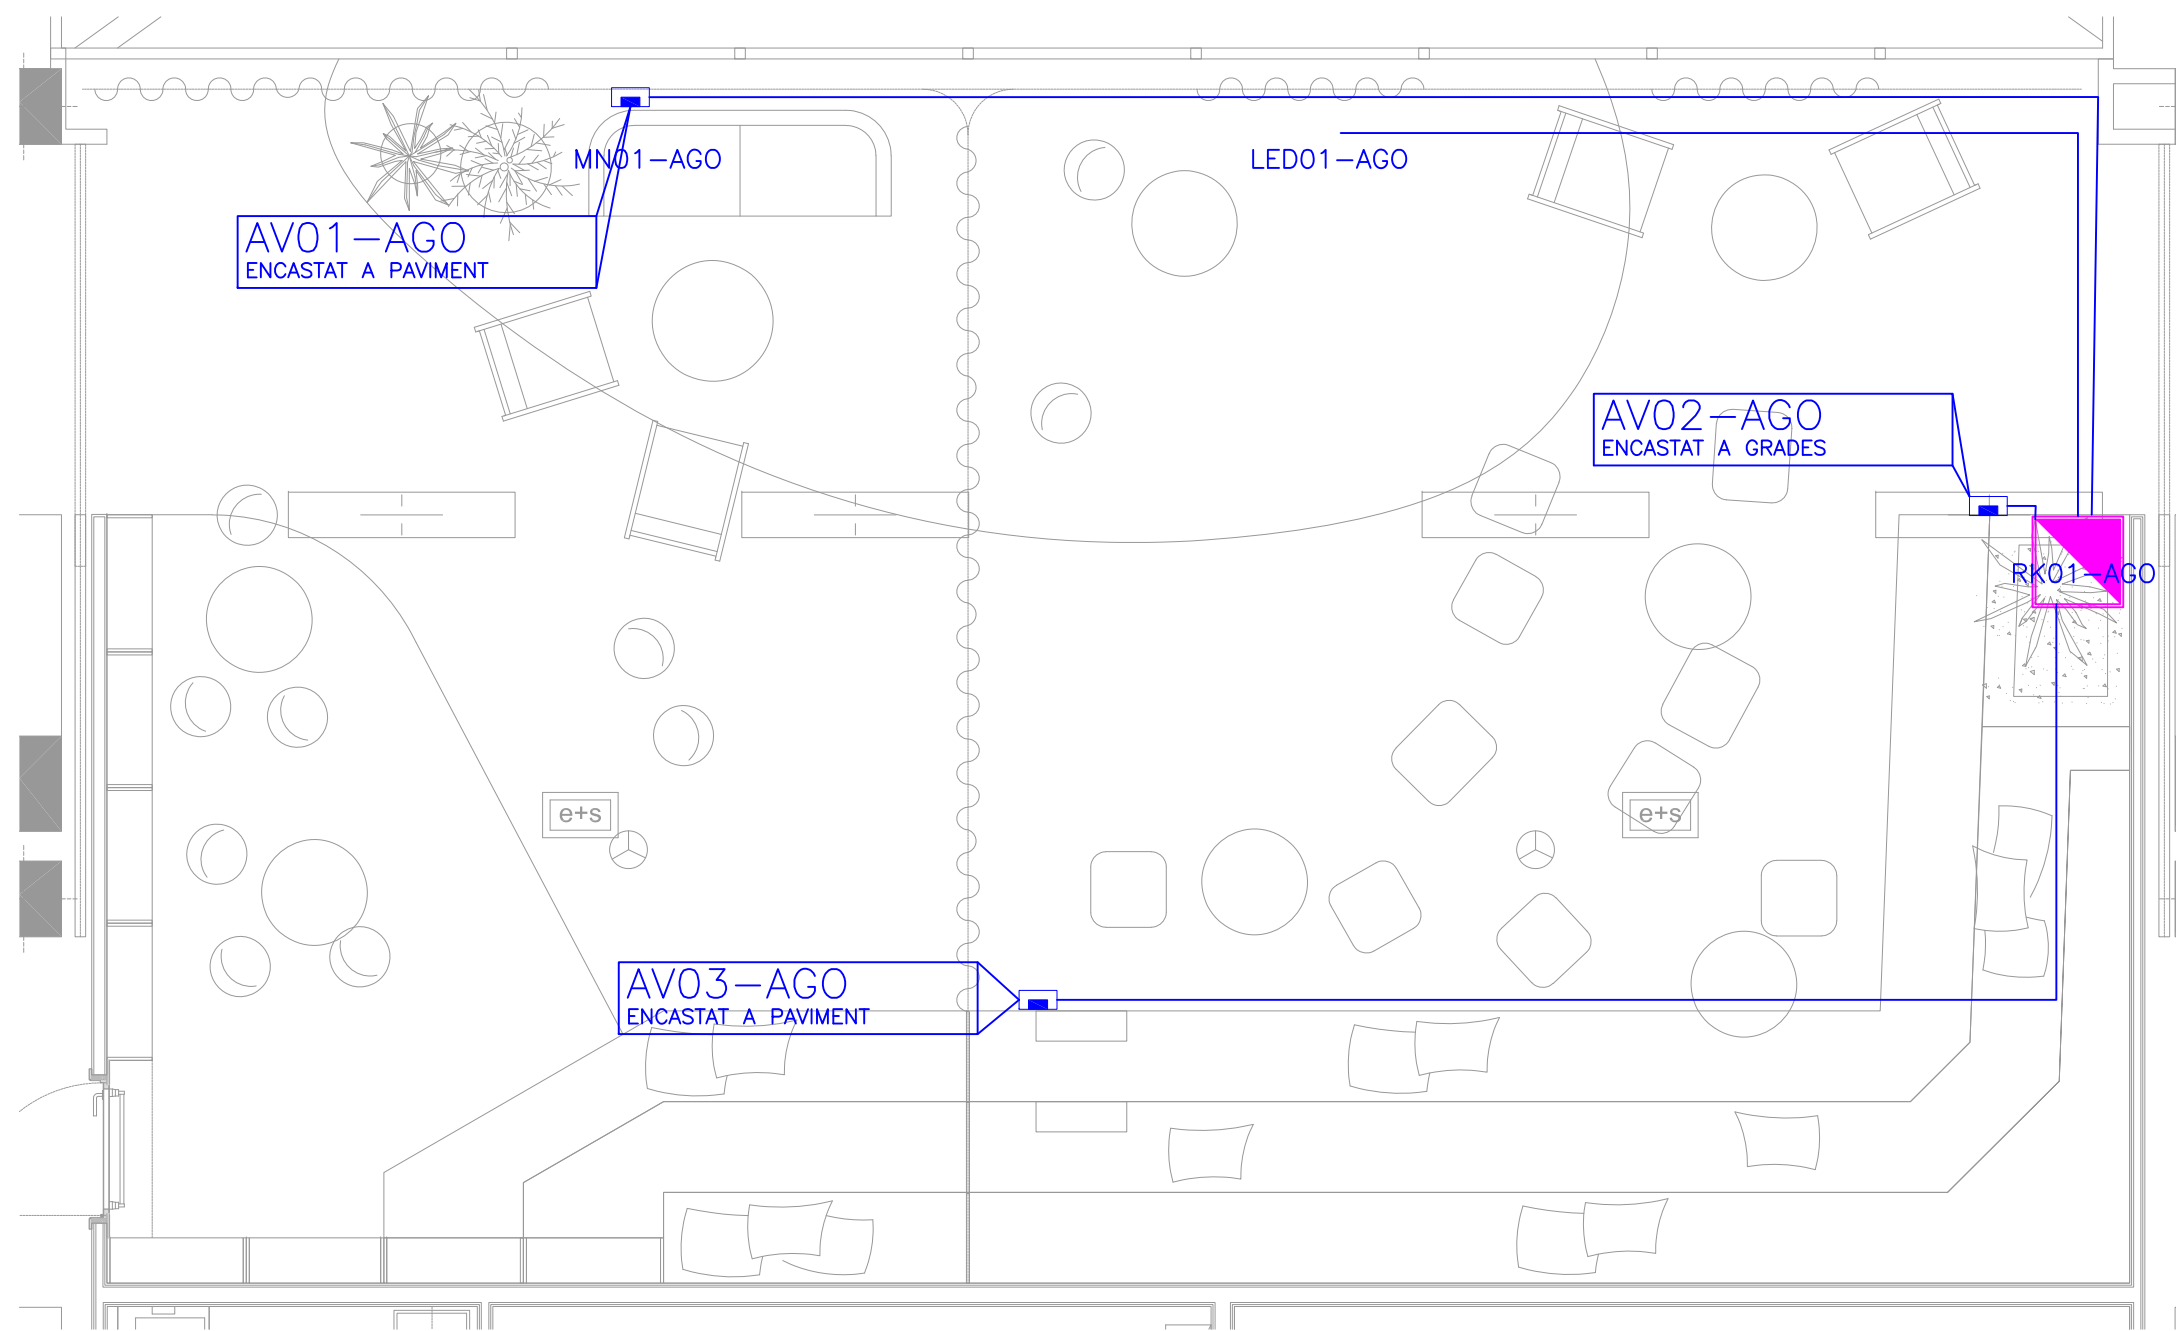 MN01-AGO
LED01-AGO
AV01-AGO
ENCASTAT A PAVIMENT
AV02-AGO
ENCASTAT A GRADES
RK01-AGO
e+s
e+s
AV03-AGO
ENCASTAT A PAVIMENT